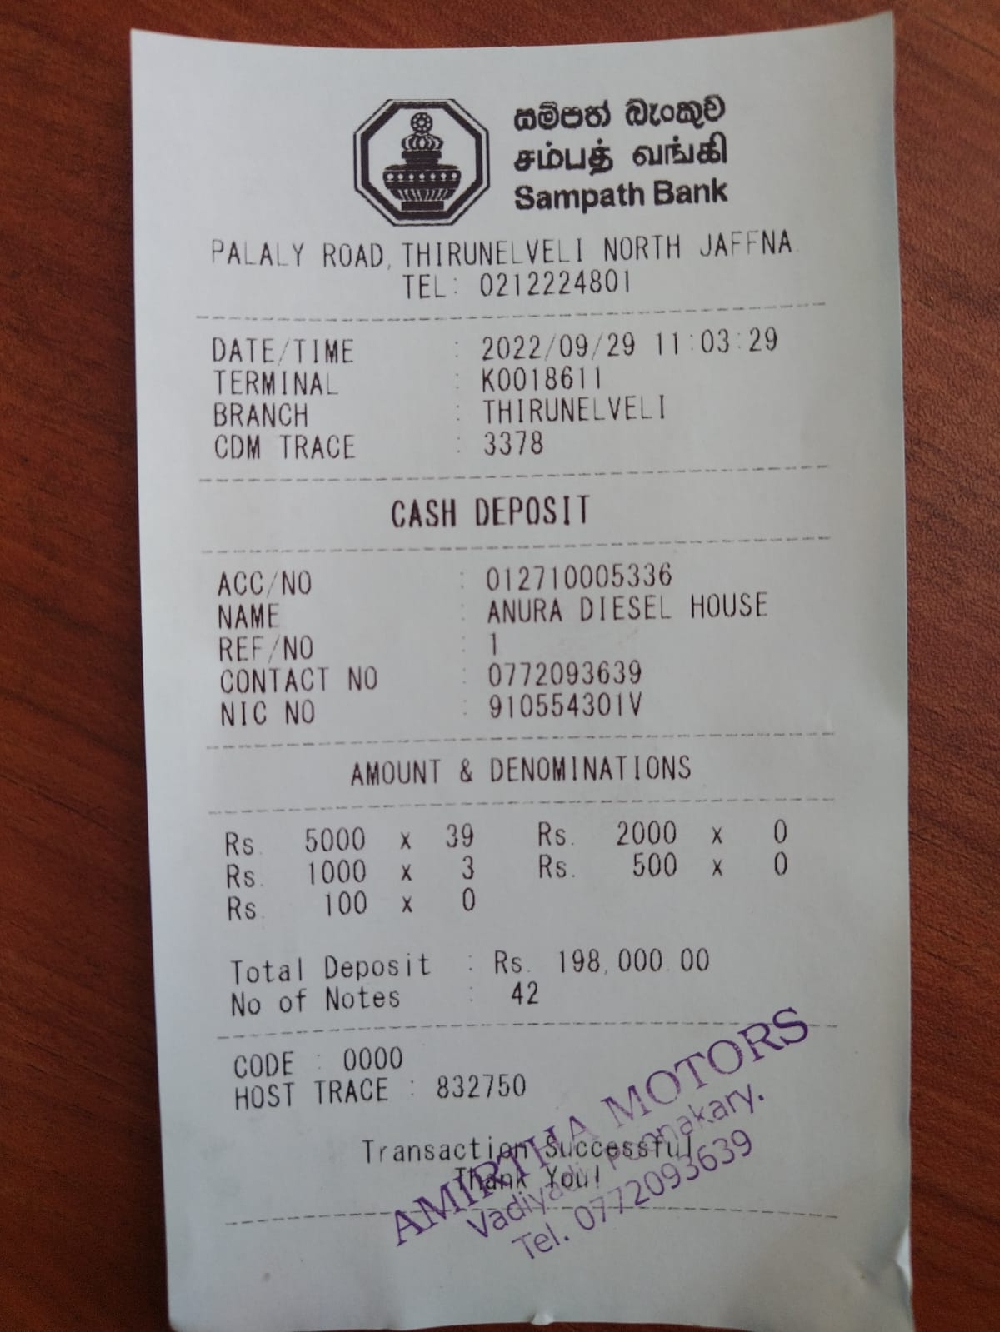 සම්පත් බැංකුව
சம்பத் வங்கி
Sampath Bank
PALALY ROAD, THIRUNELVELI NORTH JAFFNA
TEL: 0212224801
DATE/TIME : 2022/09/29 11:03:29
TERMINAL : K0018611
BRANCH : THIRUNELVELI
CDM TRACE : 3378
CASH DEPOSIT
ACC/NO : 012710005336
NAME : ANURA DIESEL HOUSE
REF/NO : 1
CONTACT NO : 0772093639
NIC NO : 910554301V
AMOUNT & DENOMINATIONS
Rs. 5000 x 39 Rs. 2000 x 0
Rs. 1000 x 3 Rs. 500 x 0
Rs. 100 x 0
Total Deposit : Rs. 198,000.00
No of Notes : 42
CODE : 0000
HOST TRACE : 832750
Transaction Successful
Thank You!
AMIRTHA MOTORS
Vadiyadi, Poonakary.
Tel. 0772093639